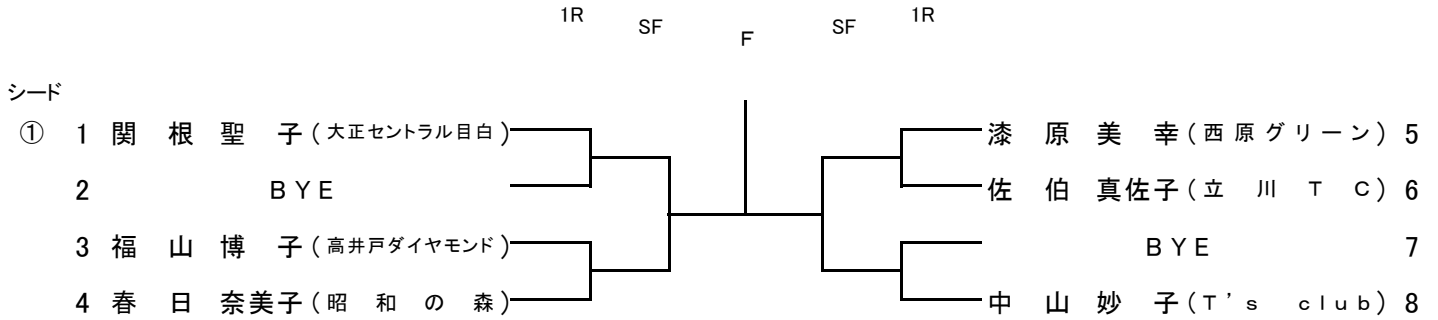 1R SF F SF 1R
シード
① 1 関根聖子(大正セントラル目白) 漆原美幸(西原グリーン) 5
2 BYE 佐伯真佐子(立川TC) 6
3 福山博子(高井戸ダイヤモンド) BYE 7
4 春日奈美子(昭和の森) 中山妙子(T's club) 8